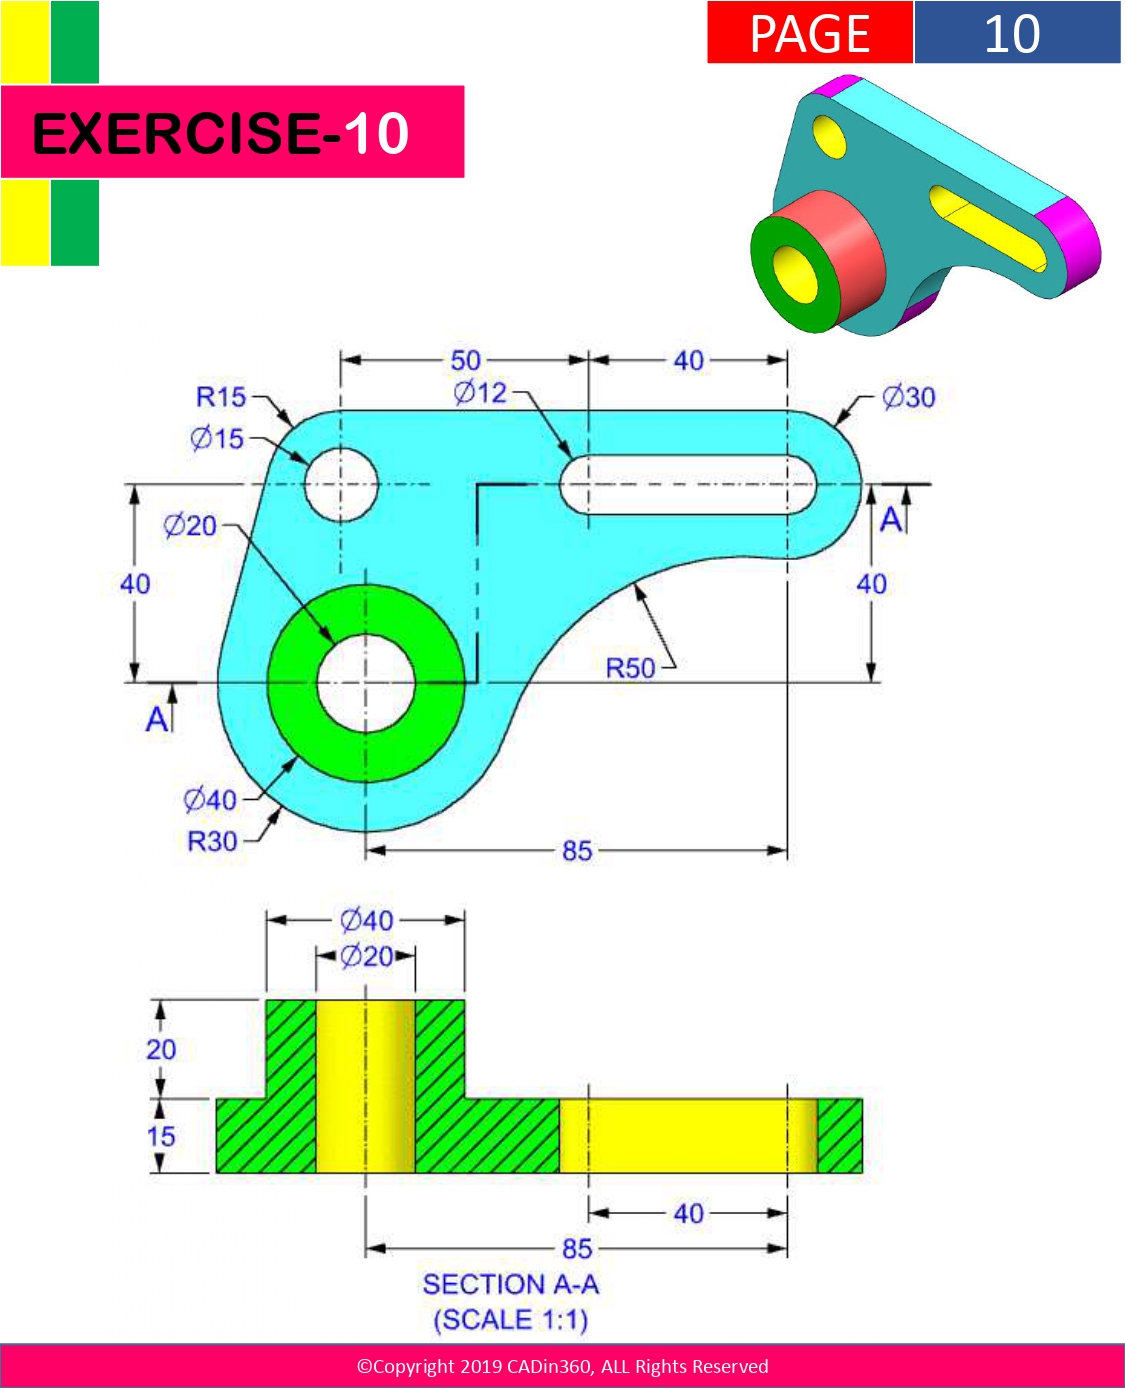 PAGE 10
EXERCISE-10
50 40
R15 Ø12 Ø30
Ø15
Ø20 A
40 40
R50
A
Ø40
R30
85
Ø40
Ø20
20
15
40
85
SECTION A-A
(SCALE 1:1)
©Copyright 2019 CADin360, ALL Rights Reserved